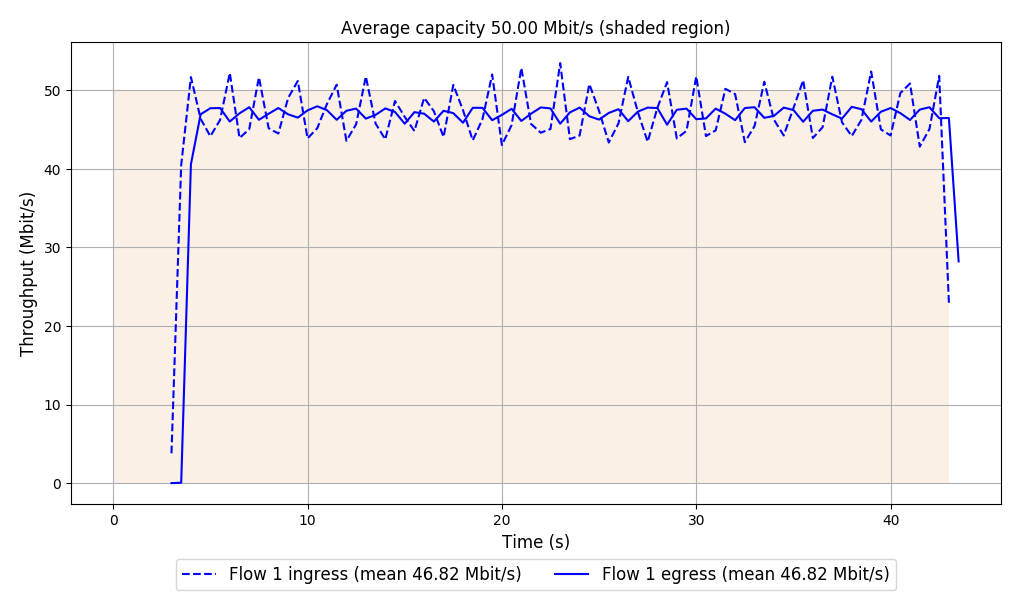 Average capacity 50.00 Mbit/s (shaded region)
Throughput (Mbit/s)
50
40
30
20
10
0
0 10 20 30 40
Time (s)
Flow 1 ingress (mean 46.82 Mbit/s) Flow 1 egress (mean 46.82 Mbit/s)